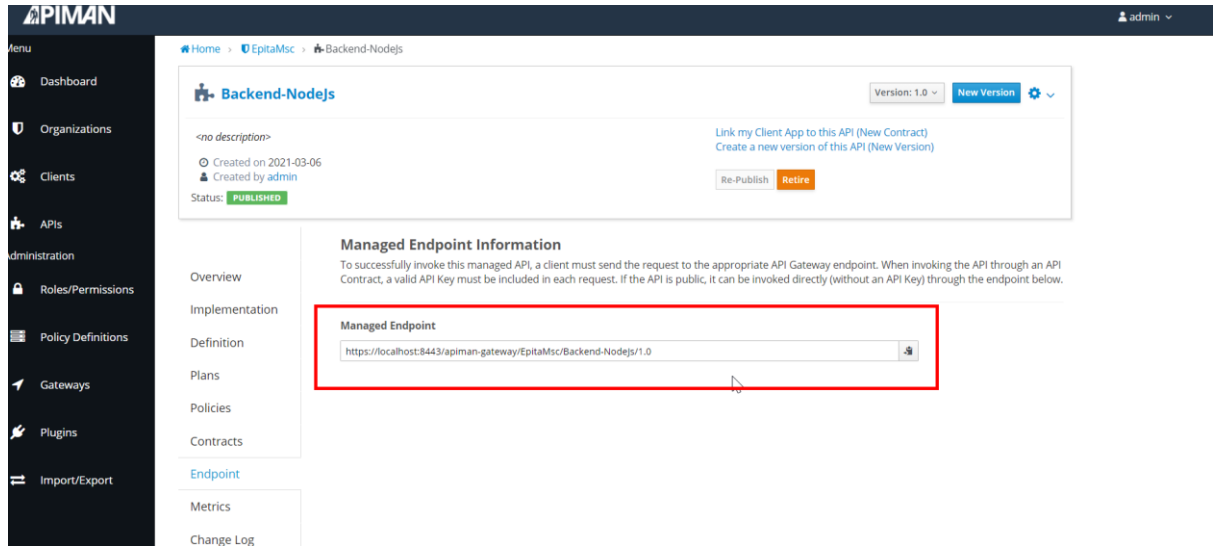 APIMAN
admin
Menu
Dashboard
Organizations
Clients
APIs
Administration
Roles/Permissions
Policy Definitions
Gateways
Plugins
Import/Export
Home › EpitaMsc › Backend-NodeJs
Backend-NodeJs
Version: 1.0
New Version
<no description>
Created on 2021-03-06
Created by admin
Status: PUBLISHED
Link my Client App to this API (New Contract)
Create a new version of this API (New Version)
Re-Publish Retire
Overview
Implementation
Definition
Plans
Policies
Contracts
Endpoint
Metrics
Change Log
Managed Endpoint Information
To successfully invoke this managed API, a client must send the request to the appropriate API Gateway endpoint. When invoking the API through an API
Contract, a valid API Key must be included in each request. If the API is public, it can be invoked directly (without an API Key) through the endpoint below.
Managed Endpoint
https://localhost:8443/apiman-gateway/EpitaMsc/Backend-NodeJs/1.0